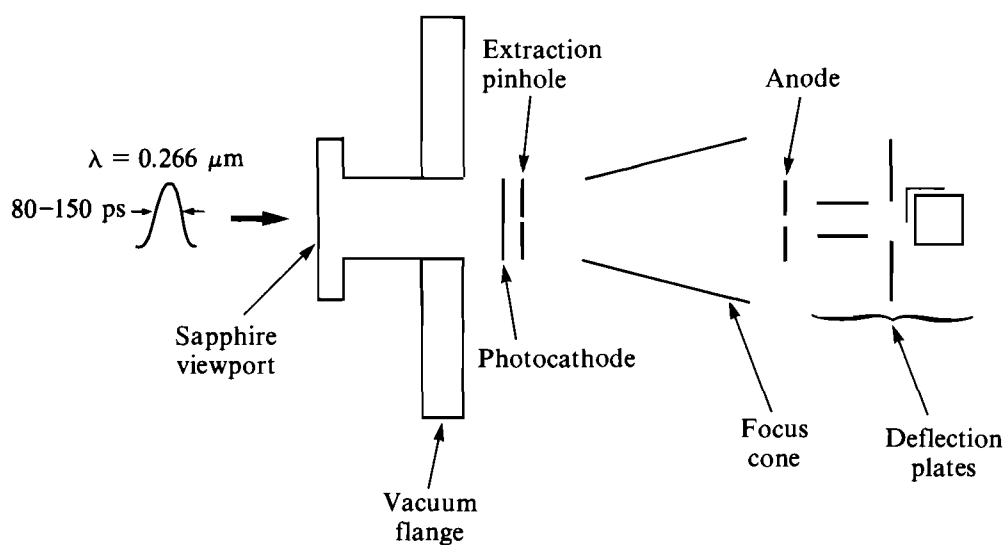 Extraction
pinhole
Anode
λ = 0.266 μm
80–150 ps
Sapphire
viewport
Photocathode
Focus
cone
Deflection
plates
Vacuum
flange